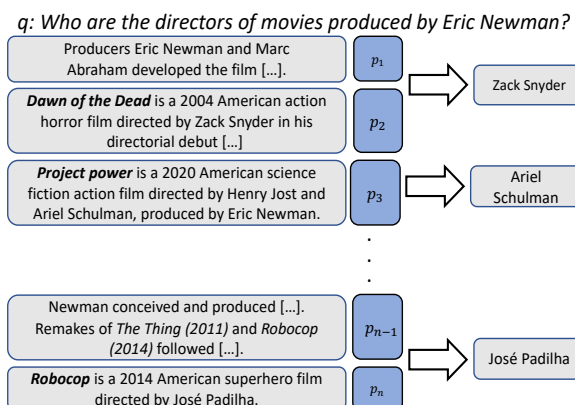 q: Who are the directors of movies produced by Eric Newman?
Producers Eric Newman and Marc
Abraham developed the film […].
p₁
Zack Snyder
Dawn of the Dead is a 2004 American action
horror film directed by Zack Snyder in his
directorial debut […]
p₂
Project power is a 2020 American science
fiction action film directed by Henry Jost and
Ariel Schulman, produced by Eric Newman.
p₃
Ariel
Schulman
Newman conceived and produced […].
Remakes of The Thing (2011) and Robocop
(2014) followed […].
pₙ₋₁
José Padilha
Robocop is a 2014 American superhero film
directed by José Padilha.
pₙ